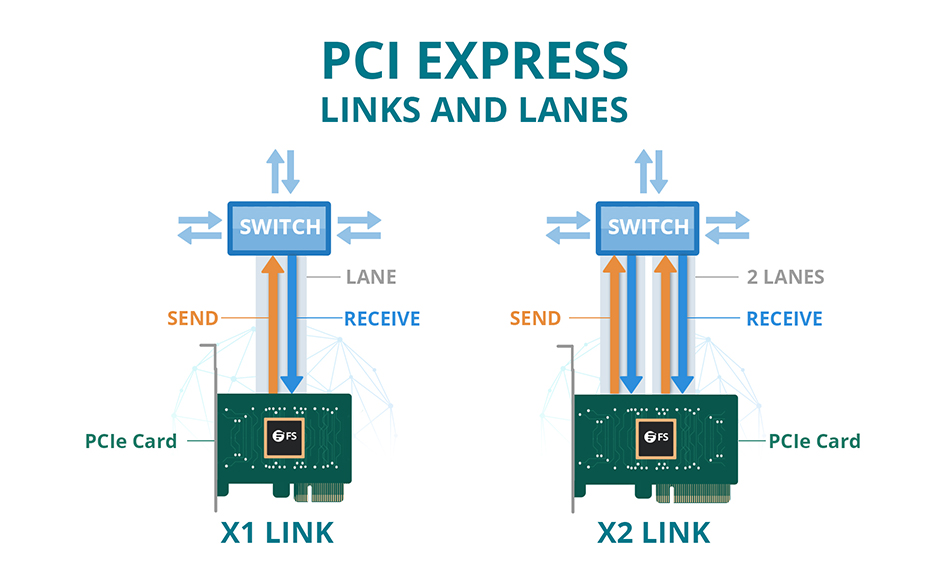 PCI EXPRESS
LINKS AND LANES
SWITCH
LANE
SEND
RECEIVE
PCIe Card
FS
X1 LINK
SWITCH
2 LANES
SEND
RECEIVE
FS
PCIe Card
X2 LINK